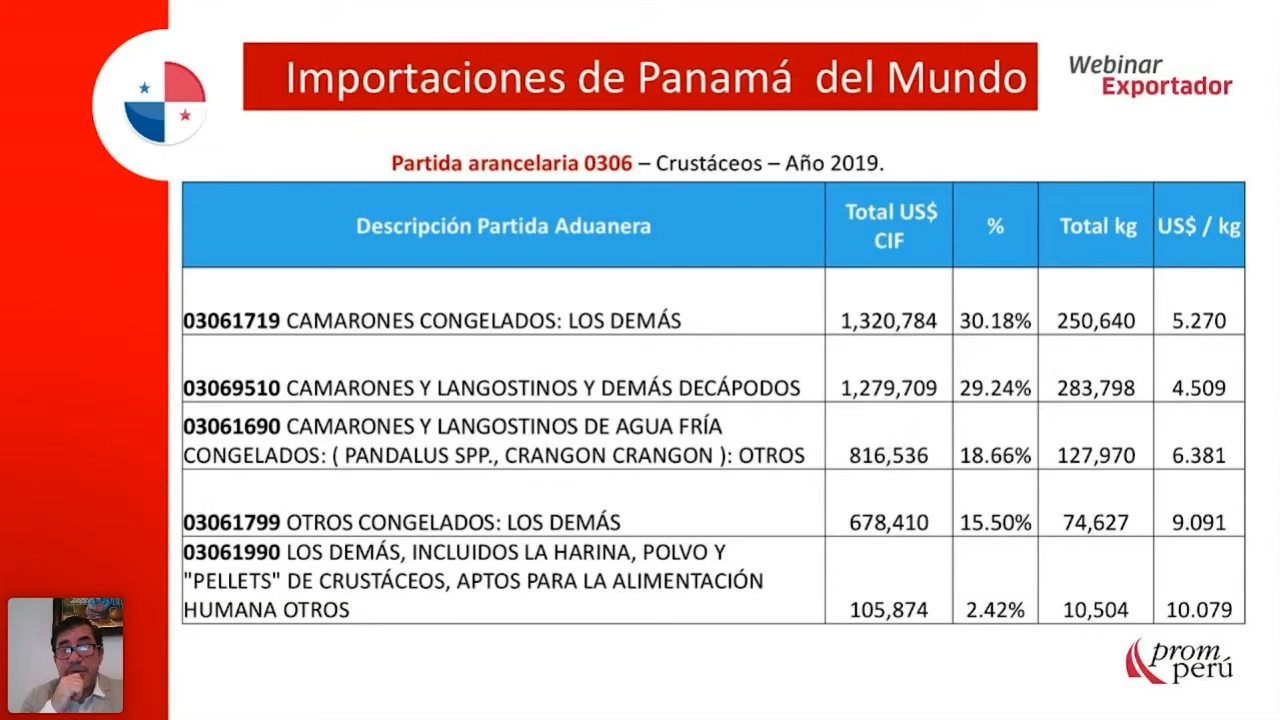 Importaciones de Panamá del Mundo
Webinar
Exportador
Partida arancelaria 0306 – Crustáceos – Año 2019.
Descripción Partida Aduanera Total US$ CIF % Total kg US$ / kg
03061719 CAMARONES CONGELADOS: LOS DEMÁS 1,320,784 30.18% 250,640 5.270
03069510 CAMARONES Y LANGOSTINOS Y DEMÁS DECÁPODOS 1,279,709 29.24% 283,798 4.509
03061690 CAMARONES Y LANGOSTINOS DE AGUA FRÍA
CONGELADOS: ( PANDALUS SPP., CRANGON CRANGON ): OTROS 816,536 18.66% 127,970 6.381
03061799 OTROS CONGELADOS: LOS DEMÁS 678,410 15.50% 74,627 9.091
03061990 LOS DEMÁS, INCLUIDOS LA HARINA, POLVO Y
"PELLETS" DE CRUSTÁCEOS, APTOS PARA LA ALIMENTACIÓN
HUMANA OTROS 105,874 2.42% 10,504 10.079
prom
perú